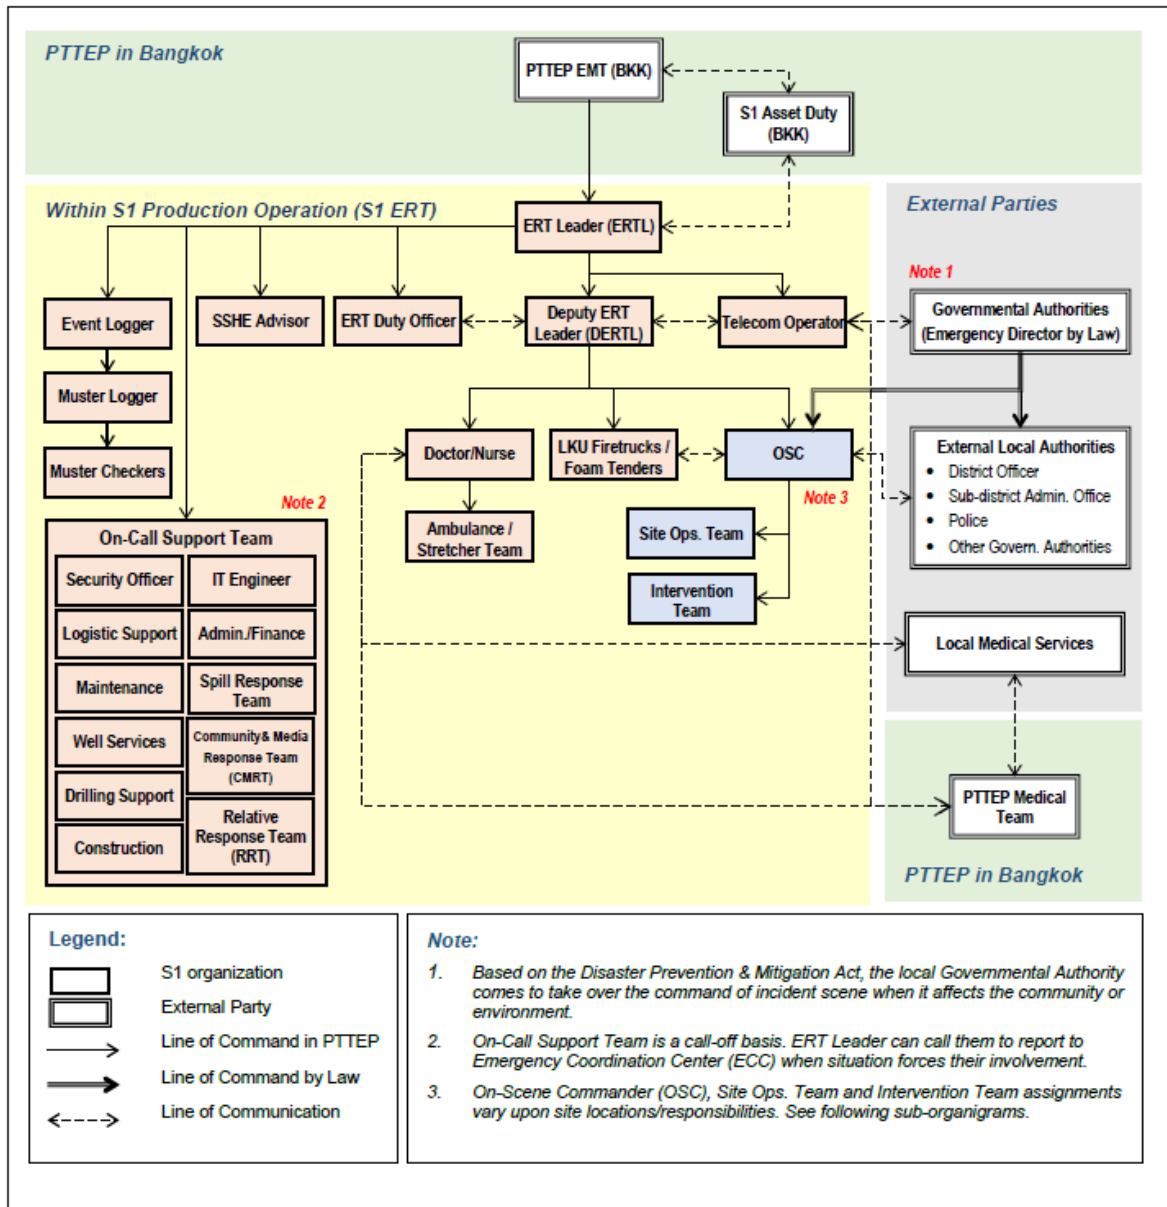 PTTEP in Bangkok
PTTEP EMT (BKK)
S1 Asset Duty
(BKK)
Within S1 Production Operation (S1 ERT)
ERT Leader (ERTL)
External Parties
Note 1
Event Logger
SSHE Advisor
ERT Duty Officer
Deputy ERT
Leader (DERTL)
Telecom Operator
Governmental Authorities
(Emergency Director by Law)
Muster Logger
Muster Checkers
Doctor/Nurse
LKU Firetrucks /
Foam Tenders
OSC
Note 3
External Local Authorities
• District Officer
• Sub-district Admin. Office
• Police
• Other Govern. Authorities
Note 2
Ambulance /
Stretcher Team
Site Ops. Team
Intervention
Team
On-Call Support Team
Security Officer
IT Engineer
Logistic Support
Admin./Finance
Maintenance
Spill Response
Team
Well Services
Community& Media
Response Team
(CMRT)
Drilling Support
Relative
Response Team
(RRT)
Construction
Local Medical Services
PTTEP Medical
Team
PTTEP in Bangkok
Legend:
S1 organization
External Party
Line of Command in PTTEP
Line of Command by Law
Line of Communication
Note:
1. Based on the Disaster Prevention & Mitigation Act, the local Governmental Authority
comes to take over the command of incident scene when it affects the community or
environment.
2. On-Call Support Team is a call-off basis. ERT Leader can call them to report to
Emergency Coordination Center (ECC) when situation forces their involvement.
3. On-Scene Commander (OSC), Site Ops. Team and Intervention Team assignments
vary upon site locations/responsibilities. See following sub-organigrams.